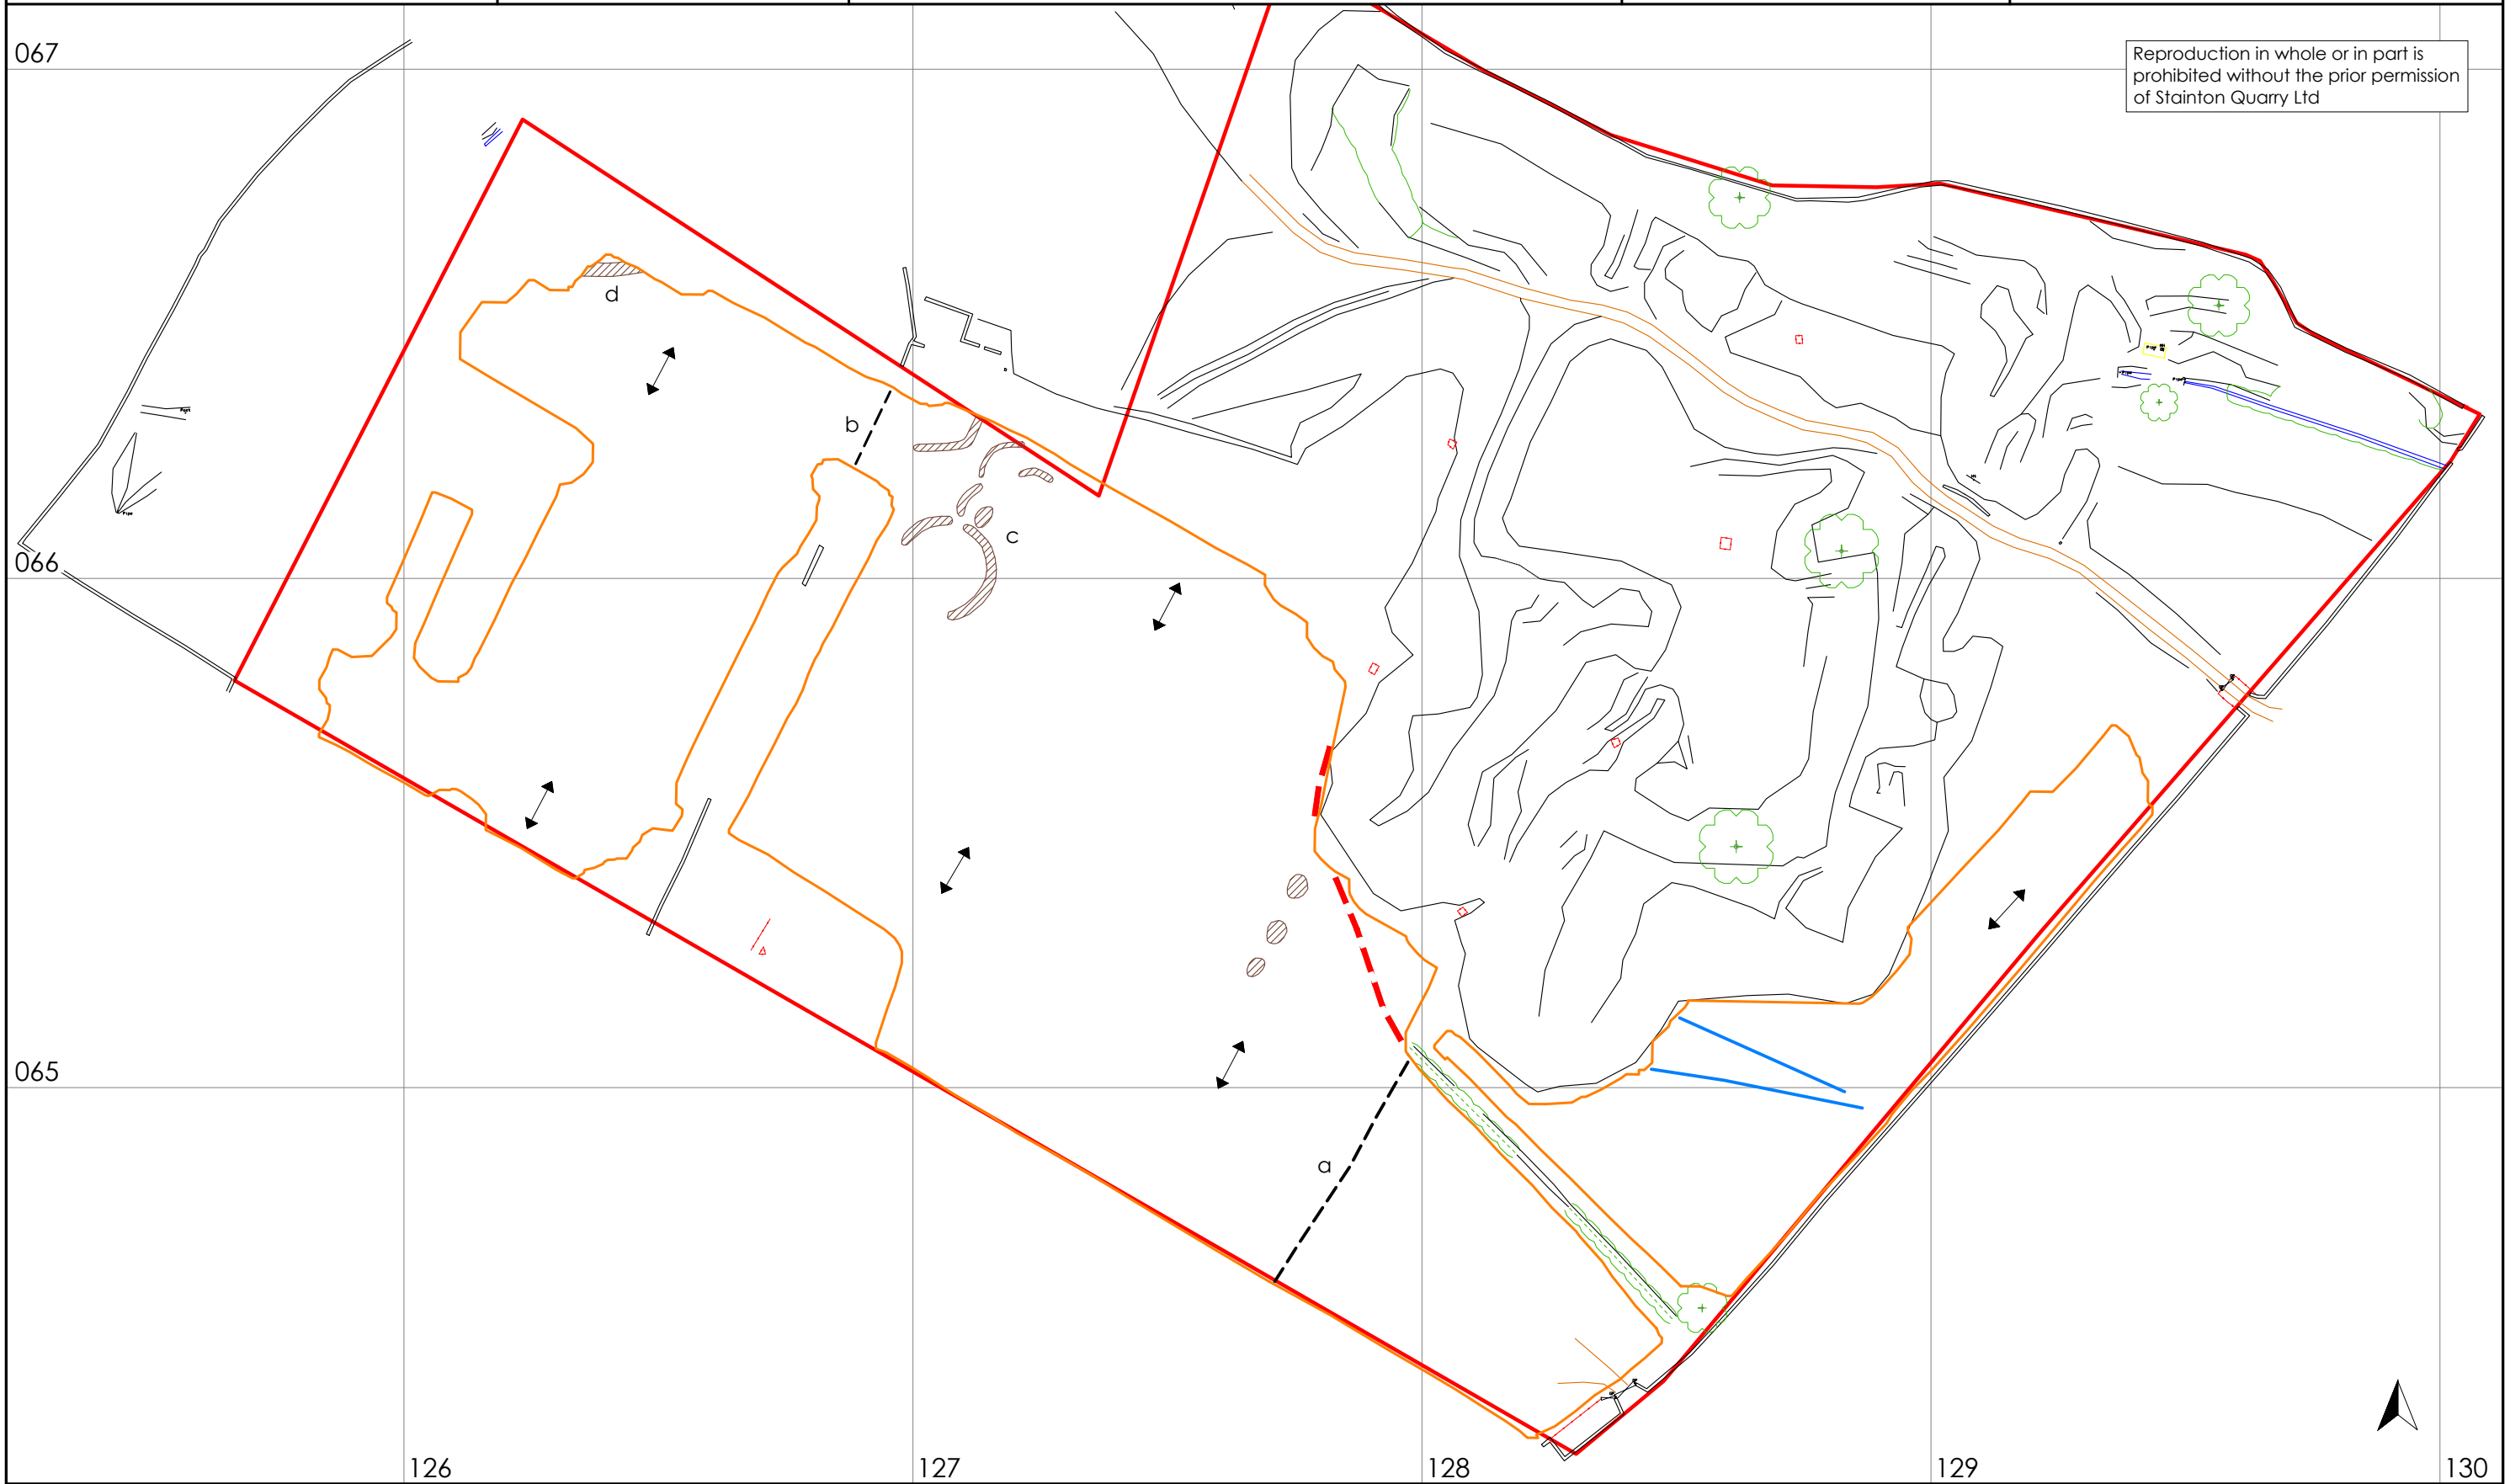 067
Reproduction in whole or in part is
prohibited without the prior permission
of Stainton Quarry Ltd
d
b
c
066
065
a
126
127
128
129
130